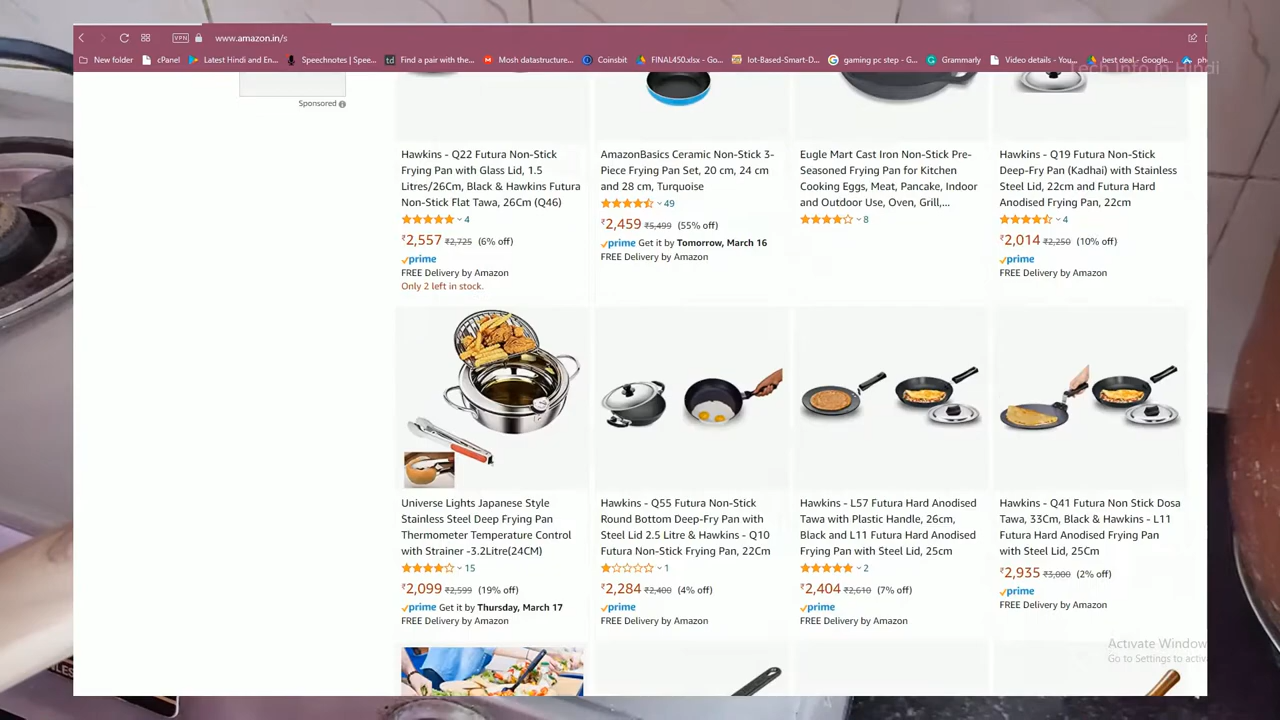 www.amazon.in/s
VPN
New folder
cPanel
Latest Hindi and En...
Speechnotes | Spee...
td
Find a pair with the...
Mosh datastructure...
Coinsbit
FINAL450.xlsx - Go...
Iot-Based-Smart-D...
gaming pc step - G...
Grammarly
Video details - You...
best deal.- Google...
Tech Info in Hindi
Sponsored
Hawkins - Q22 Futura Non-Stick
Frying Pan with Glass Lid, 1.5
Litres/26Cm, Black & Hawkins Futura
Non-Stick Flat Tawa, 26Cm (Q46)
4
₹2,557 ₹2,725 (6% off)
prime
FREE Delivery by Amazon
Only 2 left in stock.
AmazonBasics Ceramic Non-Stick 3-
Piece Frying Pan Set, 20 cm, 24 cm
and 28 cm, Turquoise
49
₹2,459 ₹5,499 (55% off)
prime Get it by Tomorrow, March 16
FREE Delivery by Amazon
Eugle Mart Cast Iron Non-Stick Pre-
Seasoned Frying Pan for Kitchen
Cooking Eggs, Meat, Pancake, Indoor
and Outdoor Use, Oven, Grill,...
8
Hawkins - Q19 Futura Non-Stick
Deep-Fry Pan (Kadhai) with Stainless
Steel Lid, 22cm and Futura Hard
Anodised Frying Pan, 22cm
4
₹2,014 ₹2,250 (10% off)
prime
FREE Delivery by Amazon
Universe Lights Japanese Style
Stainless Steel Deep Frying Pan
Thermometer Temperature Control
with Strainer -3.2Litre(24CM)
15
₹2,099 ₹2,599 (19% off)
prime Get it by Thursday, March 17
FREE Delivery by Amazon
Hawkins - Q55 Futura Non-Stick
Round Bottom Deep-Fry Pan with
Steel Lid 2.5 Litre & Hawkins - Q10
Futura Non-Stick Frying Pan, 22Cm
1
₹2,284 ₹2,400 (4% off)
prime
FREE Delivery by Amazon
Hawkins - L57 Futura Hard Anodised
Tawa with Plastic Handle, 26cm,
Black and L11 Futura Hard Anodised
Frying Pan with Steel Lid, 25cm
2
₹2,404 ₹2,610 (7% off)
prime
FREE Delivery by Amazon
Hawkins - Q41 Futura Non Stick Dosa
Tawa, 33Cm, Black & Hawkins - L11
Futura Hard Anodised Frying Pan
with Steel Lid, 25Cm
₹2,935 ₹3,000 (2% off)
prime
FREE Delivery by Amazon
Activate Window
Go to Settings to activ